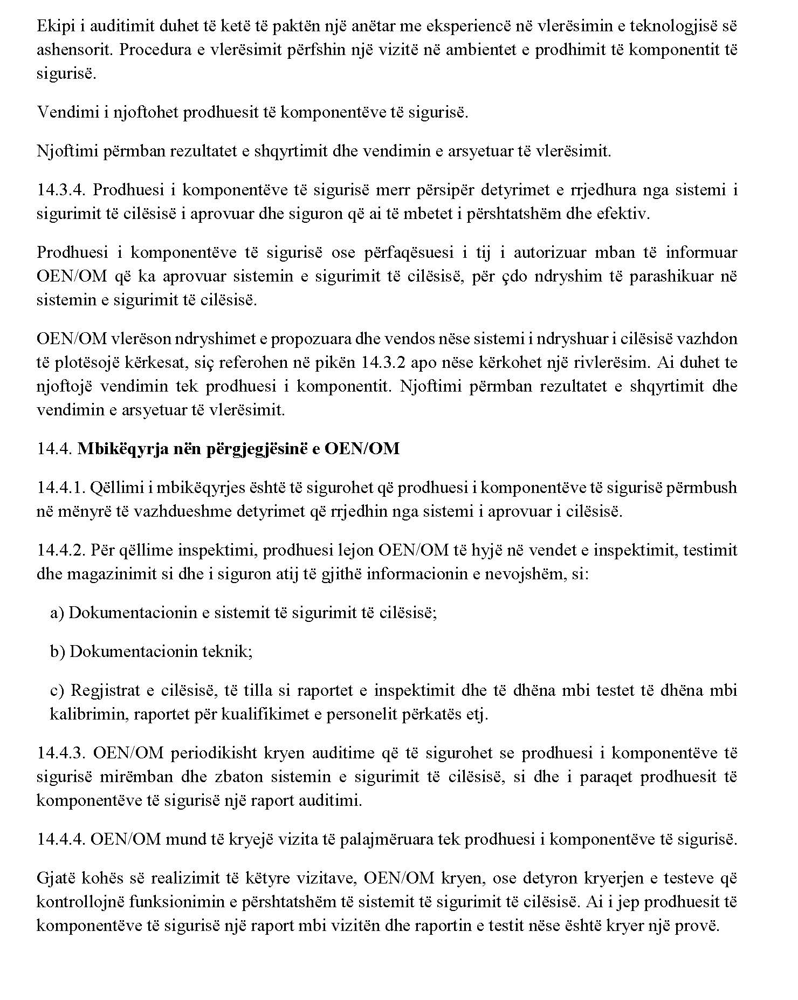 Ekipi i auditimit duhet të ketë të paktën një anëtar me eksperiencë në vlerësimin e teknologjisë së
ashensorit. Procedura e vlerësimit përfshin një vizitë në ambientet e prodhimit të komponentit të
sigurisë.
Vendimi i njoftohet prodhuesit të komponentëve të sigurisë.
Njoftimi përmban rezultatet e shqyrtimit dhe vendimin e arsyetuar të vlerësimit.
14.3.4. Prodhuesi i komponentëve të sigurisë merr përsipër detyrimet e rrjedhura nga sistemi i
sigurimit të cilësisë i aprovuar dhe siguron që ai të mbetet i përshtatshëm dhe efektiv.
Prodhuesi i komponentëve të sigurisë ose përfaqësuesi i tij i autorizuar mban të informuar
OEN/OM që ka aprovuar sistemin e sigurimit të cilësisë, për çdo ndryshim të parashikuar në
sistemin e sigurimit të cilësisë.
OEN/OM vlerëson ndryshimet e propozuara dhe vendos nëse sistemi i ndryshuar i cilësisë vazhdon
të plotësojë kërkesat, siç referohen në pikën 14.3.2 apo nëse kërkohet një rivlerësim. Ai duhet te
njoftojë vendimin tek prodhuesi i komponentit. Njoftimi përmban rezultatet e shqyrtimit dhe
vendimin e arsyetuar të vlerësimit.
14.4. Mbikëqyrja nën përgjegjësinë e OEN/OM
14.4.1. Qëllimi i mbikëqyrjes është të sigurohet që prodhuesi i komponentëve të sigurisë përmbush
në mënyrë të vazhdueshme detyrimet që rrjedhin nga sistemi i aprovuar i cilësisë.
14.4.2. Për qëllime inspektimi, prodhuesi lejon OEN/OM të hyjë në vendet e inspektimit, testimit
dhe magazinimit si dhe i siguron atij të gjithë informacionin e nevojshëm, si:
a) Dokumentacionin e sistemit të sigurimit të cilësisë;
b) Dokumentacionin teknik;
c) Regjistrat e cilësisë, të tilla si raportet e inspektimit dhe të dhëna mbi testet të dhëna mbi
kalibrimin, raportet për kualifikimet e personelit përkatës etj.
14.4.3. OEN/OM periodikisht kryen auditime që të sigurohet se prodhuesi i komponentëve të
sigurisë mirëmban dhe zbaton sistemin e sigurimit të cilësisë, si dhe i paraqet prodhuesit të
komponentëve të sigurisë një raport auditimi.
14.4.4. OEN/OM mund të kryejë vizita të palajmëruara tek prodhuesi i komponentëve të sigurisë.
Gjatë kohës së realizimit të këtyre vizitave, OEN/OM kryen, ose detyron kryerjen e testeve që
kontrollojnë funksionimin e përshtatshëm të sistemit të sigurimit të cilësisë. Ai i jep prodhuesit të
komponentëve të sigurisë një raport mbi vizitën dhe raportin e testit nëse është kryer një provë.